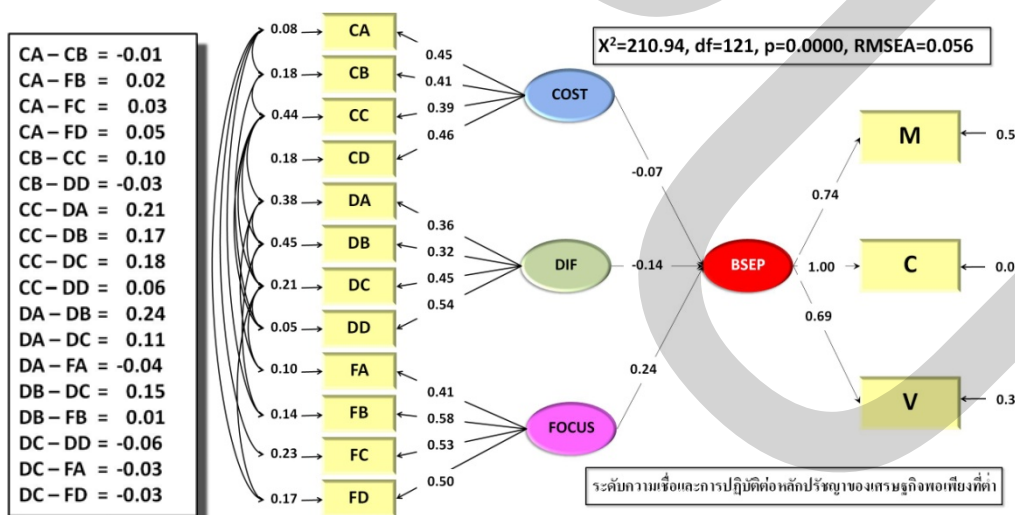 CA – CB = -0.01
CA – FB = 0.02
CA – FC = 0.03
CA – FD = 0.05
CB – CC = 0.10
CB – DD = -0.03
CC – DA = 0.21
CC – DB = 0.17
CC – DC = 0.18
CC – DD = 0.06
DA – DB = 0.24
DA – DC = 0.11
DA – FA = -0.04
DB – DC = 0.15
DB – FB = 0.01
DC – DD = -0.06
DC – FA = -0.03
DC – FD = -0.03
0.08 CA
0.18 CB
0.44 CC
0.18 CD
0.38 DA
0.45 DB
0.21 DC
0.05 DD
0.10 FA
0.14 FB
0.23 FC
0.17 FD
0.45
0.41
0.39
0.46
COST
0.36
0.32
0.45
0.54
DIF
0.41
0.58
0.53
0.50
FOCUS
-0.07
-0.14
0.24
BSEP
0.74
1.00
0.69
X²=210.94, df=121, p=0.0000, RMSEA=0.056
M 0.5
C 0.0
V 0.3
ระดับความเชื่อและการปฏิบัติต่อหลักปรัชญาของเศรษฐกิจพอเพียงที่ต่ำ